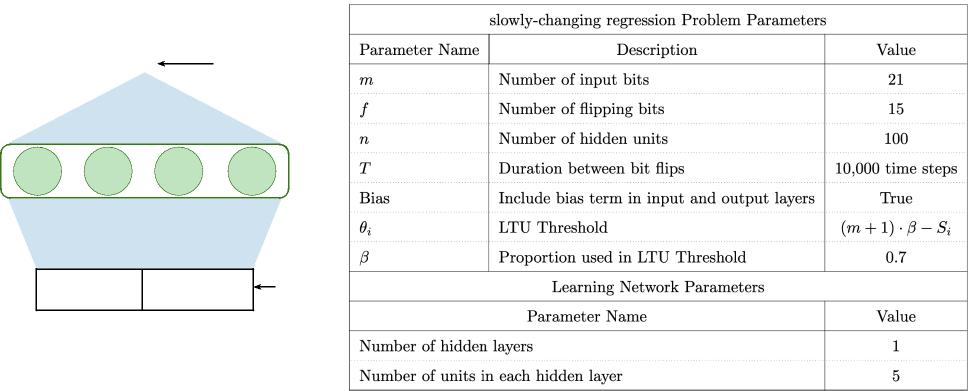 slowly-changing regression Problem Parameters
Parameter Name Description Value
m Number of input bits 21
f Number of flipping bits 15
n Number of hidden units 100
T Duration between bit flips 10,000 time steps
Bias Include bias term in input and output layers True
θᵢ LTU Threshold (m + 1) · β − Sᵢ
β Proportion used in LTU Threshold 0.7
Learning Network Parameters
Parameter Name Value
Number of hidden layers 1
Number of units in each hidden layer 5